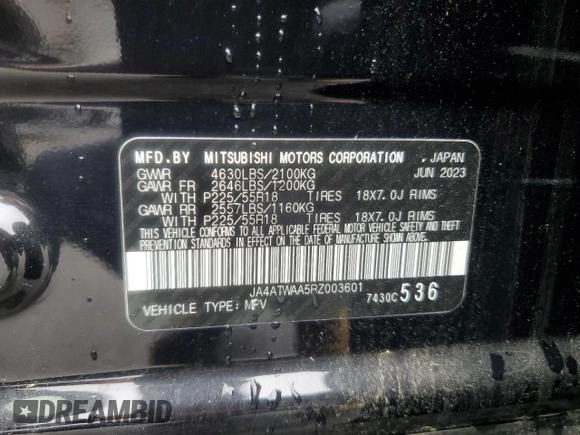 MFD.BY MITSUBISHI MOTORS CORPORATION . JAPAN
GVWR 4630LBS/2100KG JUN 2023
GAWR FR 2646LBS/1200KG
WITH P225/55R18 TIRES 18X7.0J RIMS
GAWR RR 2557LBS/1160KG
WITH P225/55R18 TIRES 18X7.0J RIMS
THIS VEHICLE CONFORMS TO ALL APPLICABLE FEDERAL MOTOR VEHICLE SAFETY AND THEFT
PREVENTION STANDARDS IN EFFECT ON THE DATE OF MANUFACTURE SHOWN ABOVE.
JA4ATWAA5RZ003601
VEHICLE TYPE: MPV 7430C 536
DREAMBID